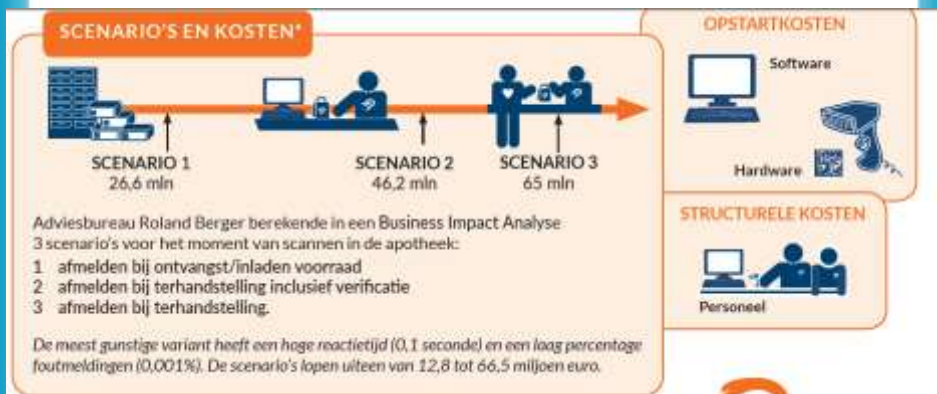 SCENARIO'S EN KOSTEN*
SCENARIO 1
26,6 mln
SCENARIO 2
46,2 mln
SCENARIO 3
65 mln
Adviesbureau Roland Berger berekende in een Business Impact Analyse
3 scenario's voor het moment van scannen in de apotheek:
1 afmelden bij ontvangst/inladen voorraad
2 afmelden bij terhandstelling inclusief verificatie
3 afmelden bij terhandstelling.
De meest gunstige variant heeft een hoge reactietijd (0,1 seconde) en een laag percentage
foutmeldingen (0,001%). De scenario's lopen uiteen van 12,8 tot 66,5 miljoen euro.
OPSTARTKOSTEN
Software
Hardware
STRUCTURELE KOSTEN
Personeel